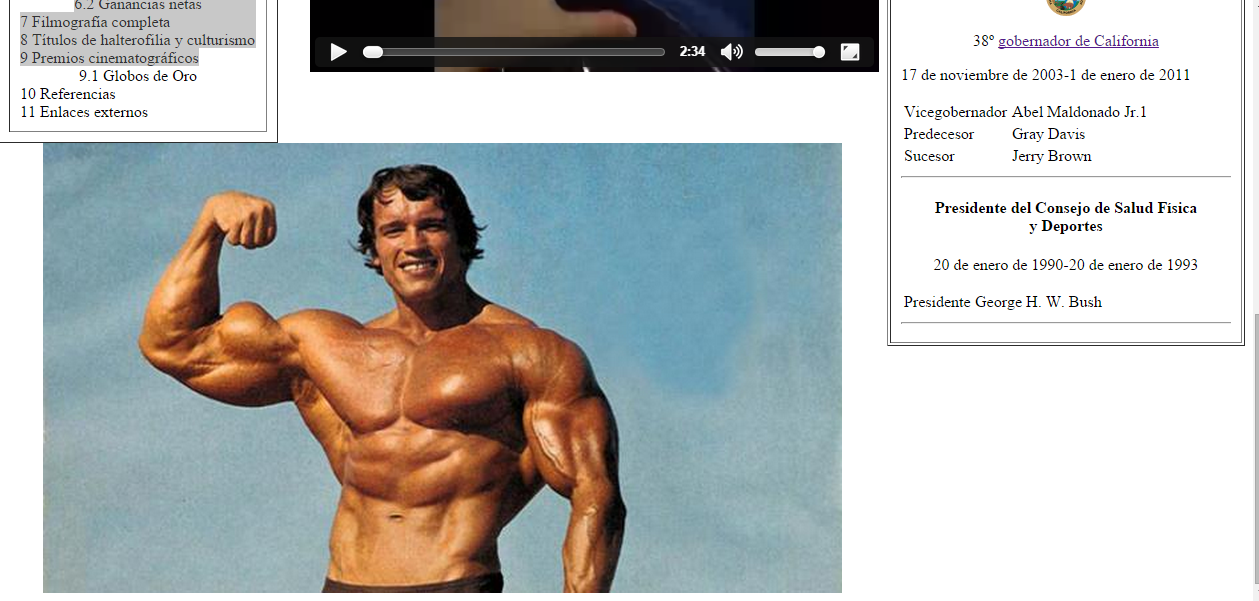 6.2 Ganancias netas
7 Filmografía completa
8 Títulos de halterofilia y culturismo
9 Premios cinematográficos
9.1 Globos de Oro
10 Referencias
11 Enlaces externos
2:34
38º gobernador de California
17 de noviembre de 2003-1 de enero de 2011
Vicegobernador Abel Maldonado Jr.1
Predecesor Gray Davis
Sucesor Jerry Brown
Presidente del Consejo de Salud Física
y Deportes
20 de enero de 1990-20 de enero de 1993
Presidente George H. W. Bush